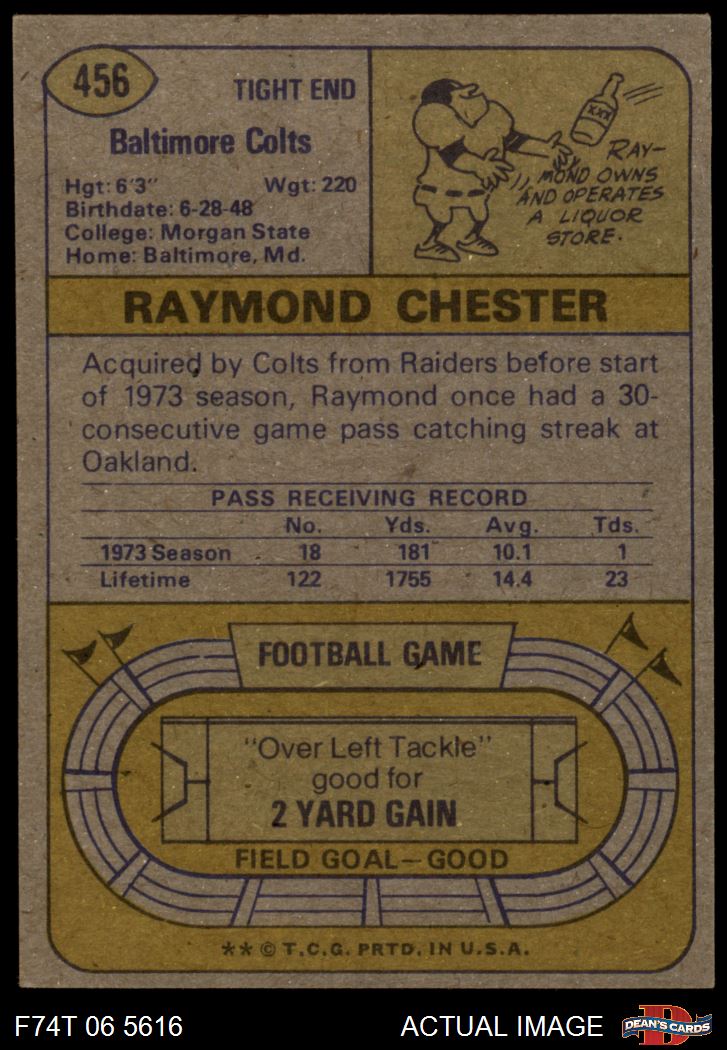 456
TIGHT END
Baltimore Colts
Hgt: 6'3" Wgt: 220
Birthdate: 6-28-48
College: Morgan State
Home: Baltimore, Md.
XXX
RAY-
MOND OWNS
AND OPERATES
A LIQUOR
STORE.
RAYMOND CHESTER
Acquired by Colts from Raiders before start
of 1973 season, Raymond once had a 30-
consecutive game pass catching streak at
Oakland.
PASS RECEIVING RECORD
No. Yds. Avg. Tds.
1973 Season 18 181 10.1 1
Lifetime 122 1755 14.4 23
FOOTBALL GAME
"Over Left Tackle"
good for
2 YARD GAIN
FIELD GOAL—GOOD
** © T.C.G. PRTD. IN U.S.A.
F74T 06 5616 ACTUAL IMAGE
D
DEAN'S CARDS